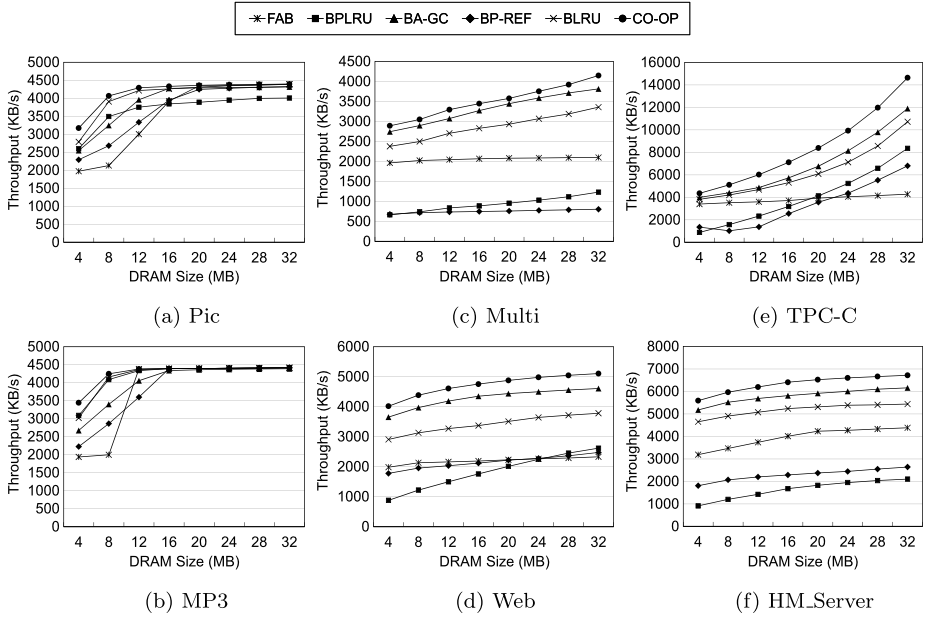 FAB BPLRU BA-GC BP-REF BLRU CO-OP
Throughput (KB/s)
5000
4500
4000
3500
3000
2500
2000
1500
1000
500
0
4 8 12 16 20 24 28 32
DRAM Size (MB)
(a) Pic
Throughput (KB/s)
4500
4000
3500
3000
2500
2000
1500
1000
500
0
4 8 12 16 20 24 28 32
DRAM Size (MB)
(c) Multi
Throughput (KB/s)
16000
14000
12000
10000
8000
6000
4000
2000
0
4 8 12 16 20 24 28 32
DRAM Size (MB)
(e) TPC-C
Throughput (KB/s)
5000
4500
4000
3500
3000
2500
2000
1500
1000
500
0
4 8 12 16 20 24 28 32
DRAM Size (MB)
(b) MP3
Throughput (KB/s)
6000
5000
4000
3000
2000
1000
0
4 8 12 16 20 24 28 32
DRAM Size (MB)
(d) Web
Throughput (KB/s)
8000
7000
6000
5000
4000
3000
2000
1000
0
4 8 12 16 20 24 28 32
DRAM Size (MB)
(f) HM_Server